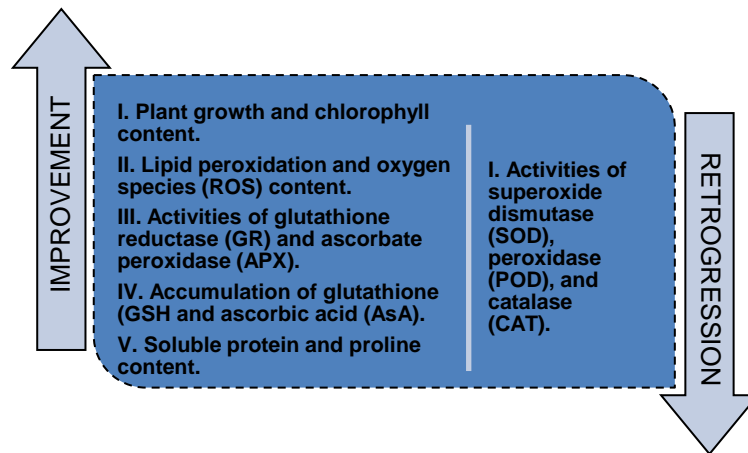 IMPROVEMENT
I. Plant growth and chlorophyll
content.
II. Lipid peroxidation and oxygen
species (ROS) content.
III. Activities of glutathione
reductase (GR) and ascorbate
peroxidase (APX).
IV. Accumulation of glutathione
(GSH and ascorbic acid (AsA).
V. Soluble protein and proline
content.
I. Activities of
superoxide
dismutase
(SOD),
peroxidase
(POD), and
catalase
(CAT).
RETROGRESSION